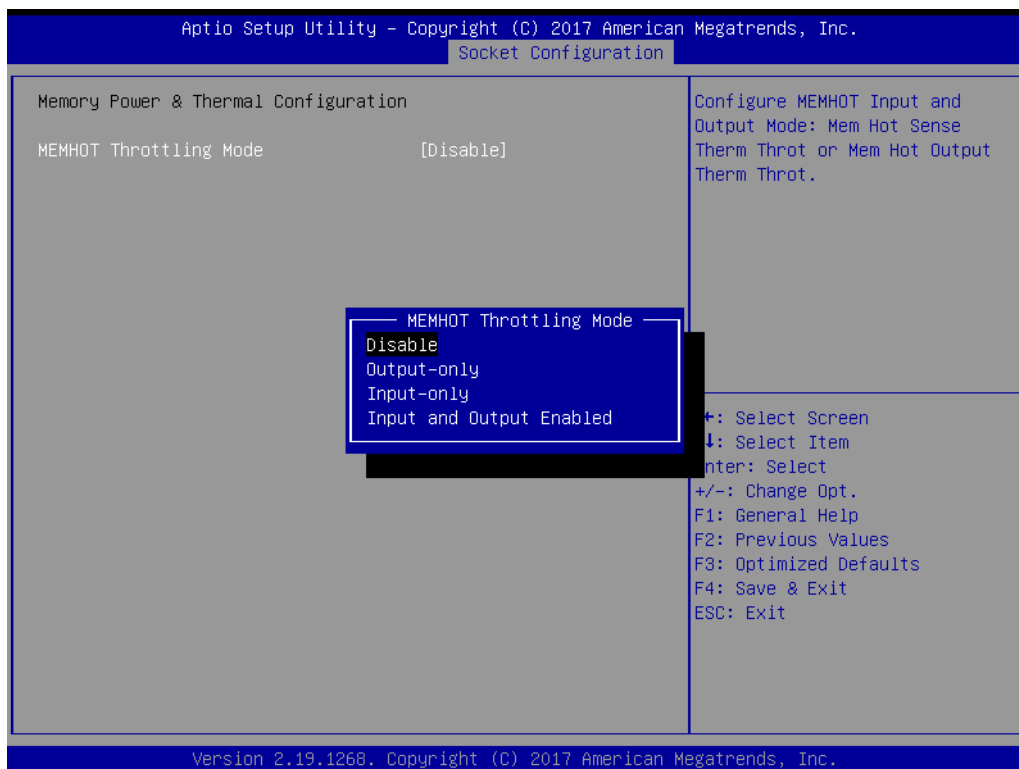 Aptio Setup Utility – Copyright (C) 2017 American Megatrends, Inc.
Socket Configuration
Memory Power & Thermal Configuration
MEMHOT Throttling Mode [Disable]
Configure MEMHOT Input and
Output Mode: Mem Hot Sense
Therm Throt or Mem Hot Output
Therm Throt.
MEMHOT Throttling Mode
Disable
Output-only
Input-only
Input and Output Enabled
←: Select Screen
↓: Select Item
nter: Select
+/-: Change Opt.
F1: General Help
F2: Previous Values
F3: Optimized Defaults
F4: Save & Exit
ESC: Exit
Version 2.19.1268. Copyright (C) 2017 American Megatrends, Inc.